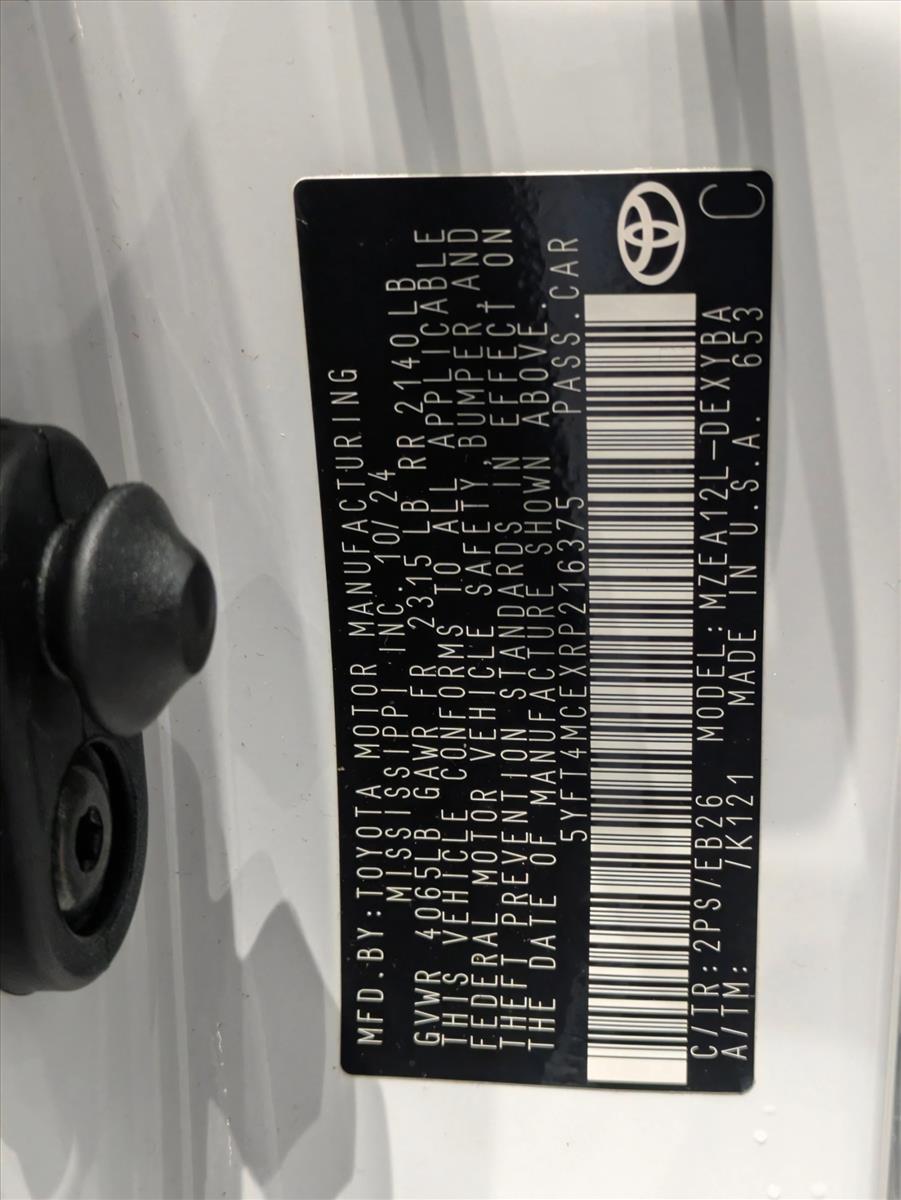 MFD.BY:TOYOTA MOTOR MANUFACTURING
MISSISSIPPI INC. 10/24
GVWR 4065LB GAWR FR 2315 LB RR 2140LB
THIS VEHICLE CONFORMS TO ALL APPLICABLE
FEDERAL MOTOR VEHICLE SAFETY, BUMPER, AND
THEFT PREVENTION STANDARDS IN EFFECT ON
THE DATE OF MANUFACTURE SHOWN ABOVE.
5YFT4MCEXRP216375 PASS.CAR
C/TR:2PS/EB26 MODEL:MZEA12L-DEXYBA
A/TM: /K121 MADE IN U.S.A. 653 C